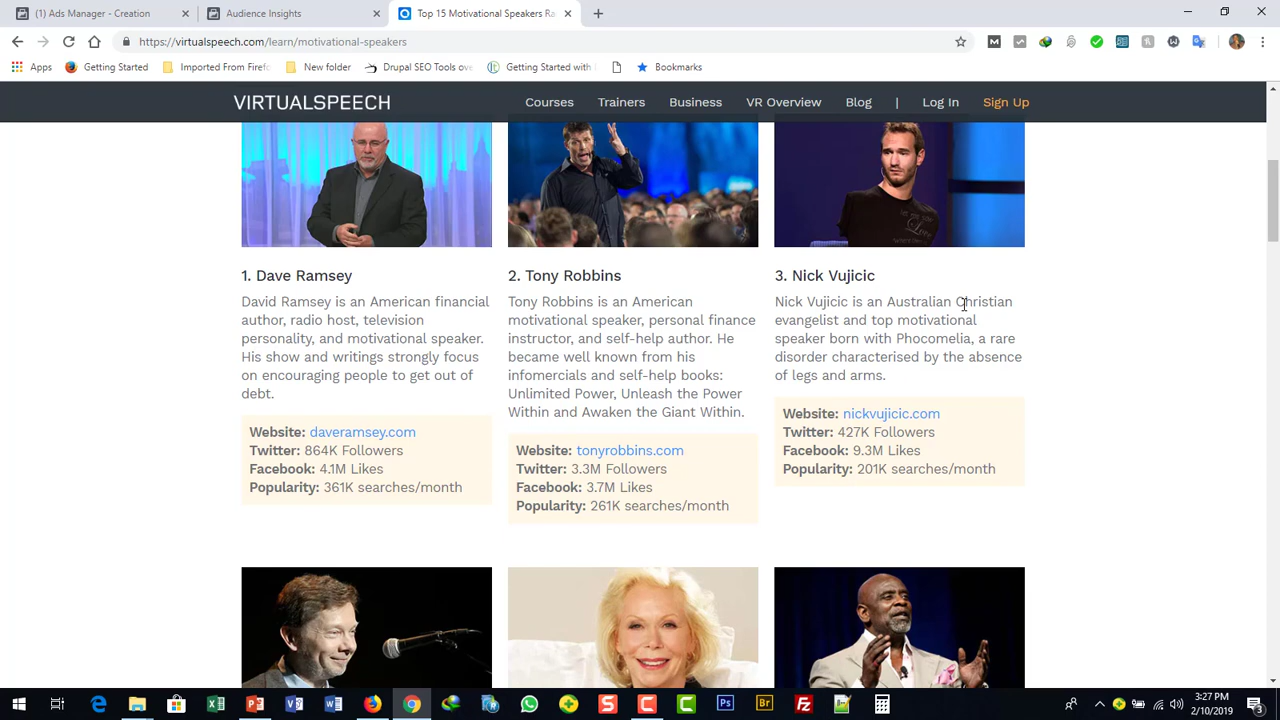 (1) Ads Manager - Creation
Audience Insights
Top 15 Motivational Speakers Ra
https://virtualspeech.com/learn/motivational-speakers
Apps
Getting Started
Imported From Firefo
New folder
Drupal SEO Tools ove
Getting Started with
Bookmarks
VIRTUALSPEECH
Courses
Trainers
Business
VR Overview
Blog
|
Log In
Sign Up
1. Dave Ramsey
David Ramsey is an American financial
author, radio host, television
personality, and motivational speaker.
His show and writings strongly focus
on encouraging people to get out of
debt.
Website: daveramsey.com
Twitter: 864K Followers
Facebook: 4.1M Likes
Popularity: 361K searches/month
2. Tony Robbins
Tony Robbins is an American
motivational speaker, personal finance
instructor, and self-help author. He
became well known from his
infomercials and self-help books:
Unlimited Power, Unleash the Power
Within and Awaken the Giant Within.
Website: tonyrobbins.com
Twitter: 3.3M Followers
Facebook: 3.7M Likes
Popularity: 261K searches/month
3. Nick Vujicic
Nick Vujicic is an Australian Christian
evangelist and top motivational
speaker born with Phocomelia, a rare
disorder characterised by the absence
of legs and arms.
Website: nickvujicic.com
Twitter: 427K Followers
Facebook: 9.3M Likes
Popularity: 201K searches/month
3:27 PM
2/10/2019